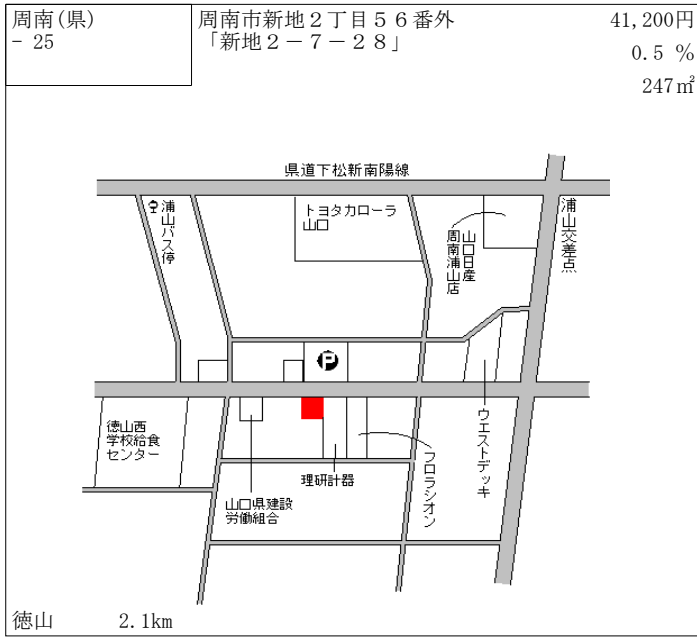 周南(県)
- 25
周南市新地２丁目５６番外
「新地２－７－２８」
41,200円
0.5 %
247㎡
県道下松新南陽線
浦山バス停
トヨタカローラ
山口
山口日産
周南浦山店
浦山交差点
P
徳山西
学校給食
センター
山口県建設
労働組合
理研計器
フロラシオン
ウエストデッキ
徳山 2.1km